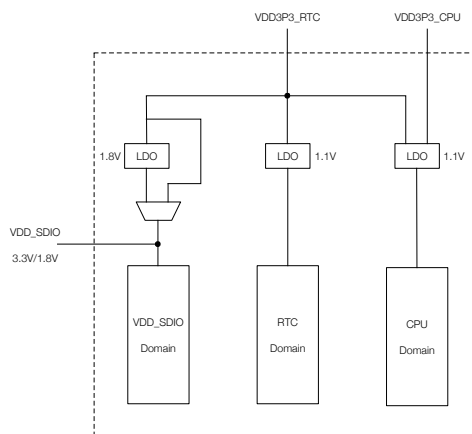 VDD3P3_RTC VDD3P3_CPU
1.8V LDO LDO 1.1V LDO 1.1V
VDD_SDIO
3.3V/1.8V
VDD_SDIO
Domain
RTC
Domain
CPU
Domain